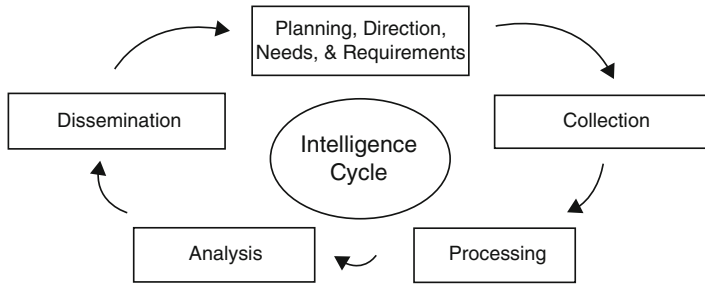 Planning, Direction,
Needs, & Requirements
Dissemination
Collection
Intelligence
Cycle
Analysis
Processing